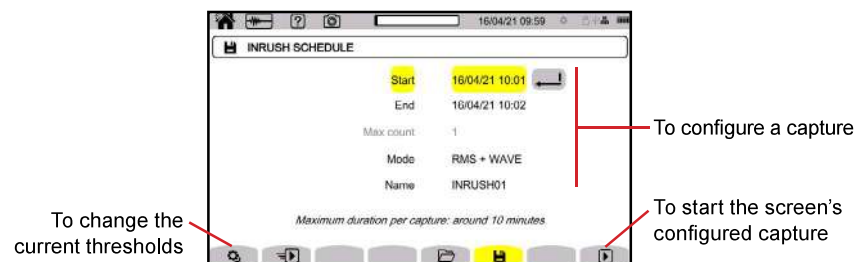 16/04/21 09:59
INRUSH SCHEDULE
Start 16/04/21 10:01
End 16/04/21 10:02
Max count 1
Mode RMS + WAVE
Name INRUSH01
Maximum duration per capture: around 10 minutes
To configure a capture
To change the
current thresholds
To start the screen's
configured capture